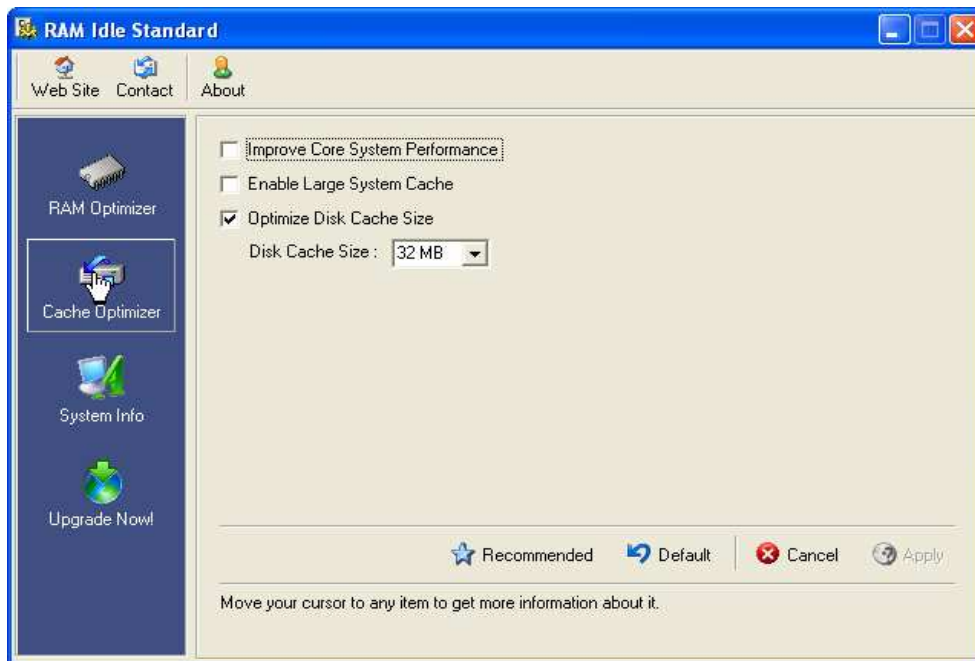 RAM Idle Standard
Web Site Contact About
RAM Optimizer
Cache Optimizer
System Info
Upgrade Now!
Improve Core System Performance
Enable Large System Cache
Optimize Disk Cache Size
Disk Cache Size : 32 MB
Recommended Default Cancel Apply
Move your cursor to any item to get more information about it.